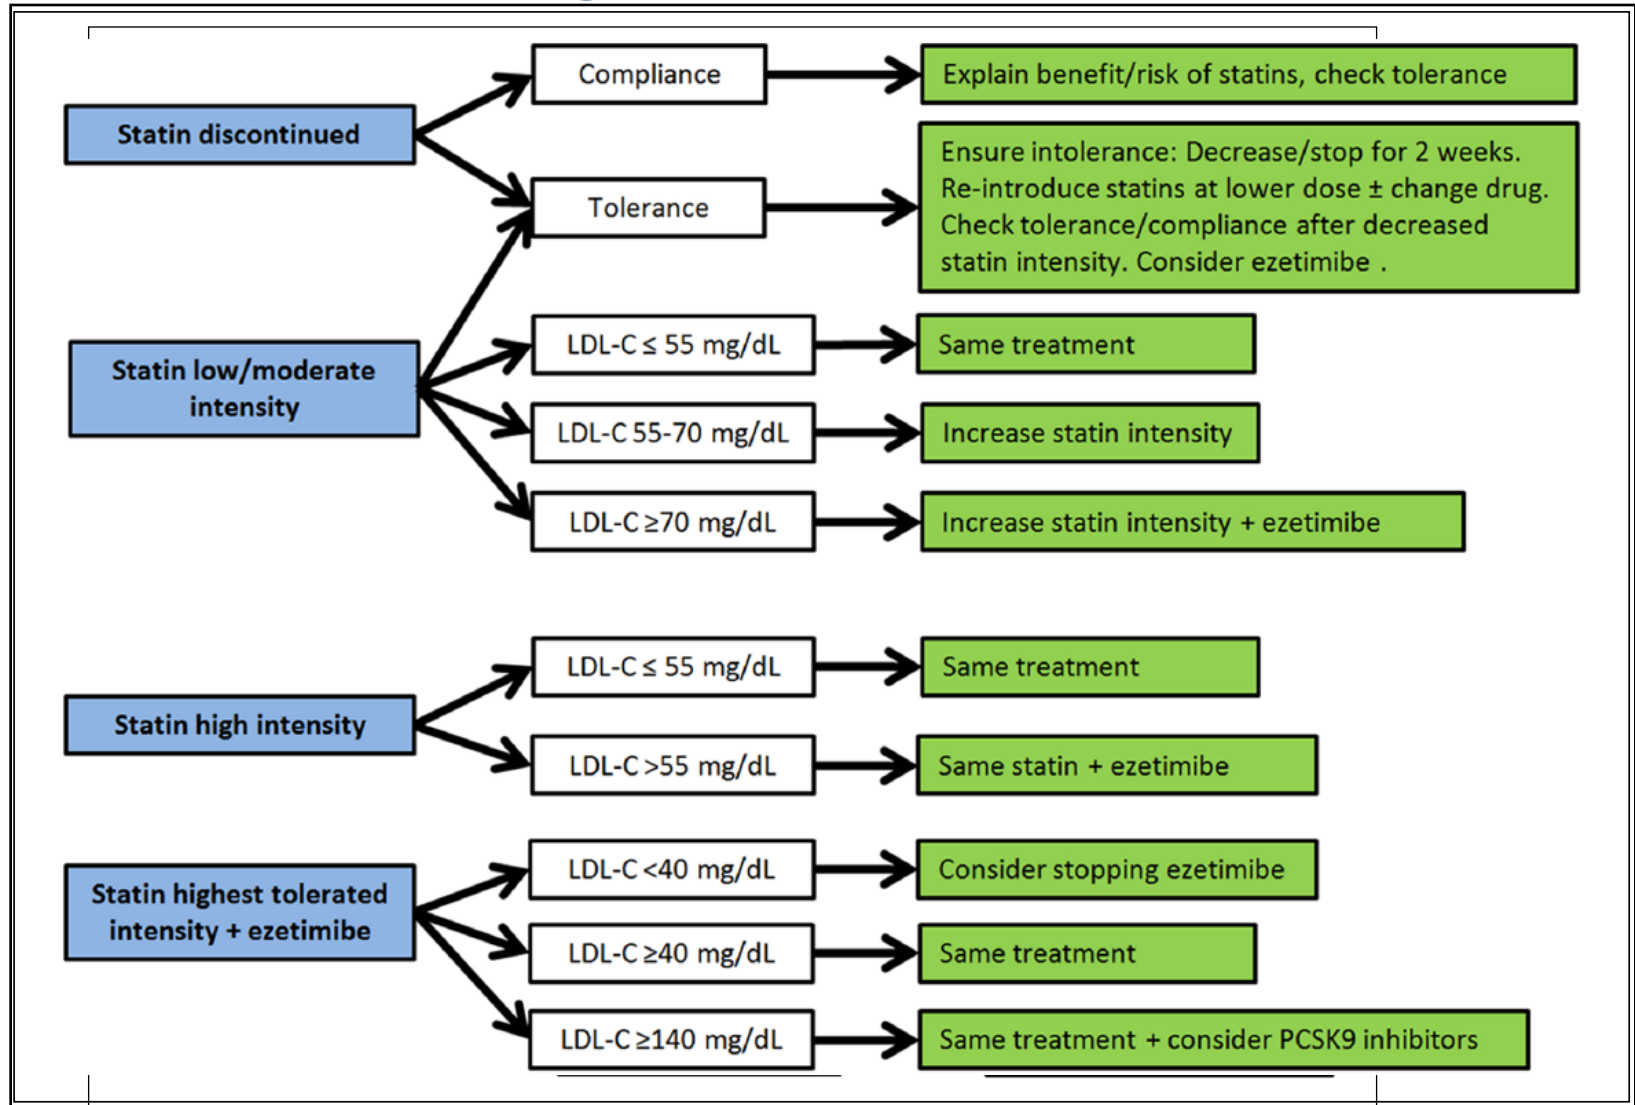 Statin discontinued
Compliance
Explain benefit/risk of statins, check tolerance
Tolerance
Ensure intolerance: Decrease/stop for 2 weeks.
Re-introduce statins at lower dose ± change drug.
Check tolerance/compliance after decreased
statin intensity. Consider ezetimibe .
Statin low/moderate
intensity
LDL-C ≤ 55 mg/dL
Same treatment
LDL-C 55-70 mg/dL
Increase statin intensity
LDL-C ≥70 mg/dL
Increase statin intensity + ezetimibe
Statin high intensity
LDL-C ≤ 55 mg/dL
Same treatment
LDL-C >55 mg/dL
Same statin + ezetimibe
Statin highest tolerated
intensity + ezetimibe
LDL-C <40 mg/dL
Consider stopping ezetimibe
LDL-C ≥40 mg/dL
Same treatment
LDL-C ≥140 mg/dL
Same treatment + consider PCSK9 inhibitors